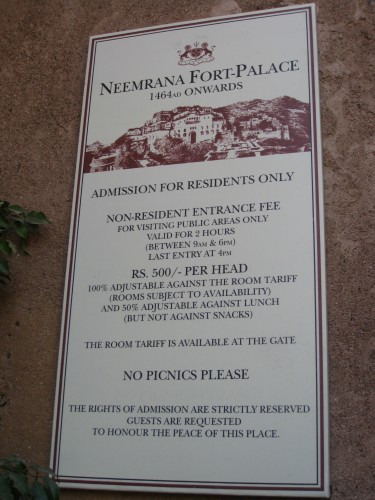 NEEMRANA FORT-PALACE
1464AD ONWARDS
ADMISSION FOR RESIDENTS ONLY
NON-RESIDENT ENTRANCE FEE
FOR VISITING PUBLIC AREAS ONLY
VALID FOR 2 HOURS
(BETWEEN 9AM & 6PM)
LAST ENTRY AT 4PM
RS. 500/- PER HEAD
100% ADJUSTABLE AGAINST THE ROOM TARIFF
(ROOMS SUBJECT TO AVAILABILITY)
AND 50% ADJUSTABLE AGAINST LUNCH
(BUT NOT AGAINST SNACKS)
THE ROOM TARIFF IS AVAILABLE AT THE GATE
NO PICNICS PLEASE
THE RIGHTS OF ADMISSION ARE STRICTLY RESERVED
GUESTS ARE REQUESTED
TO HONOUR THE PEACE OF THIS PLACE.